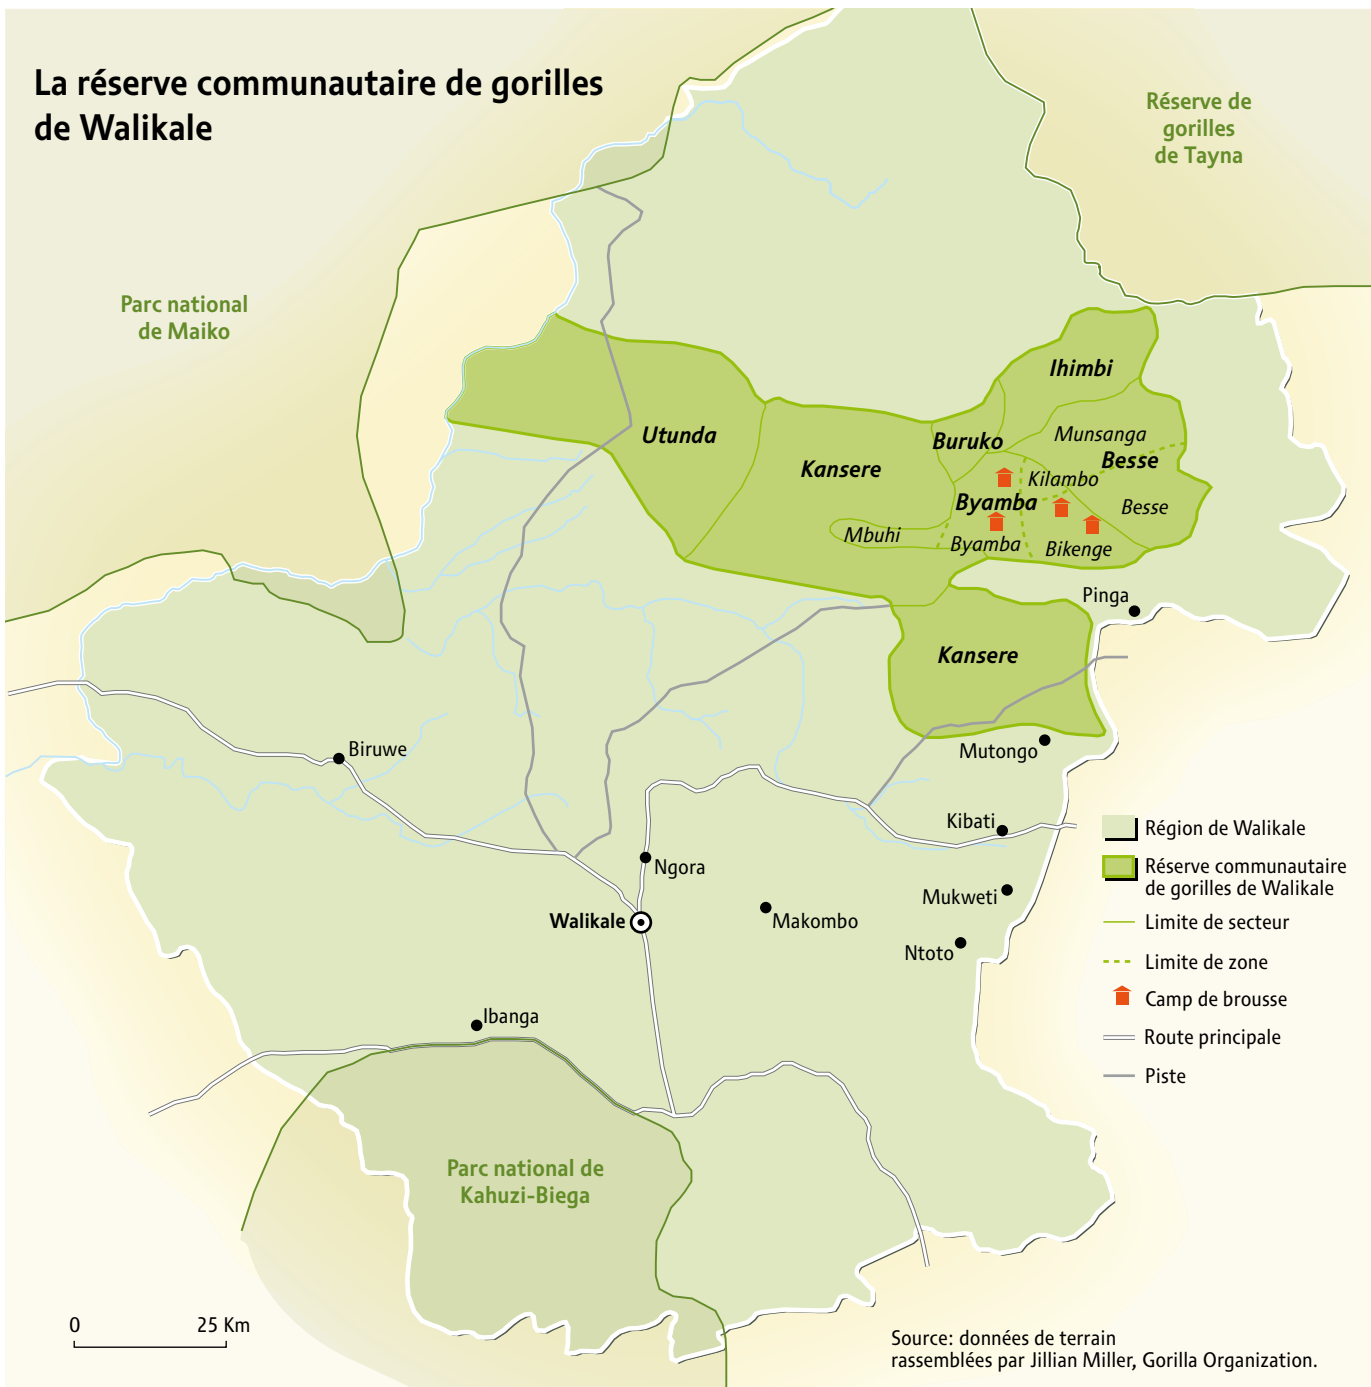 La réserve communautaire de gorilles
de Walikale
Réserve de
gorilles
de Tayna
Parc national
de Maiko
Ihimbi
Utunda
Buruko
Munsanga
Besse
Kansere
Kilambo
Byamba
Besse
Mbuhi
Byamba
Bikenge
Pinga
Kansere
Biruwe
Mutongo
Kibati
Ngora
Mukweti
Walikale
Makombo
Ntoto
Ibanga
Région de Walikale
Réserve communautaire
de gorilles de Walikale
Limite de secteur
Limite de zone
Camp de brousse
Route principale
Piste
Parc national de
Kahuzi-Biega
0 25 Km
Source: données de terrain
rassemblées par Jillian Miller, Gorilla Organization.